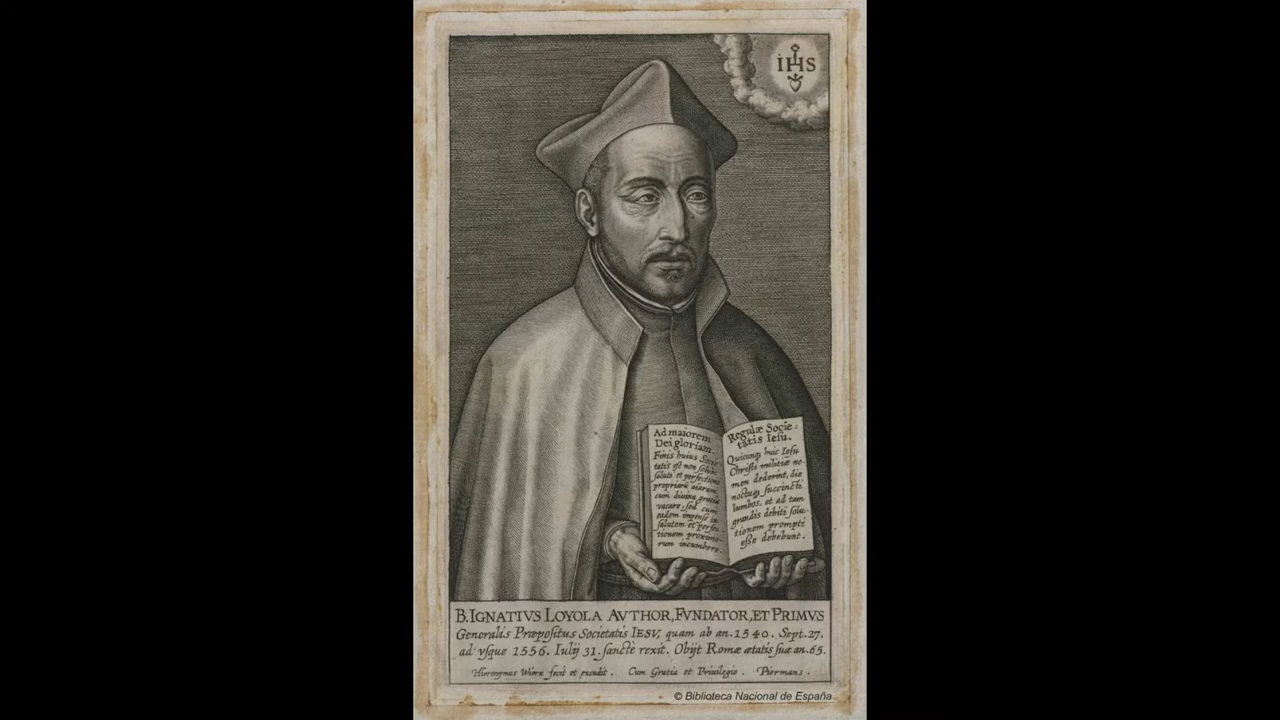 IHS
Ad maiorem
Dei gloriam.
Finis huius Socie
tatis est non solum
saluti et perfectioni
propriarũ aĩarum
cum diuina gratia
vacare, sed cum
eadem impense in
salutem et perfec
tionem proximo-
rum incumbere.
Regulæ Socie-
tatis Iesu.
Quicunq; huic Iesu
Christi militiæ no-
men dederint, die
noctuq; succincti
lumbos, et ad tam
grandis debiti solu-
tionem prompti
esse debebunt.
B. IGNATIVS LOYOLA AVTHOR, FVNDATOR, ET PRIMVS
Generalis Præpositus Societatis IESV, quam ab an. 1540. Sept. 27.
ad vsque 1556. Iulij 31. sanctè rexit. Obijt Romæ ætatis suæ an. 65.
Hieronymus Wierx fecit et excudit. Cum Gratia et Priuilegio. Piermans.
© Biblioteca Nacional de España